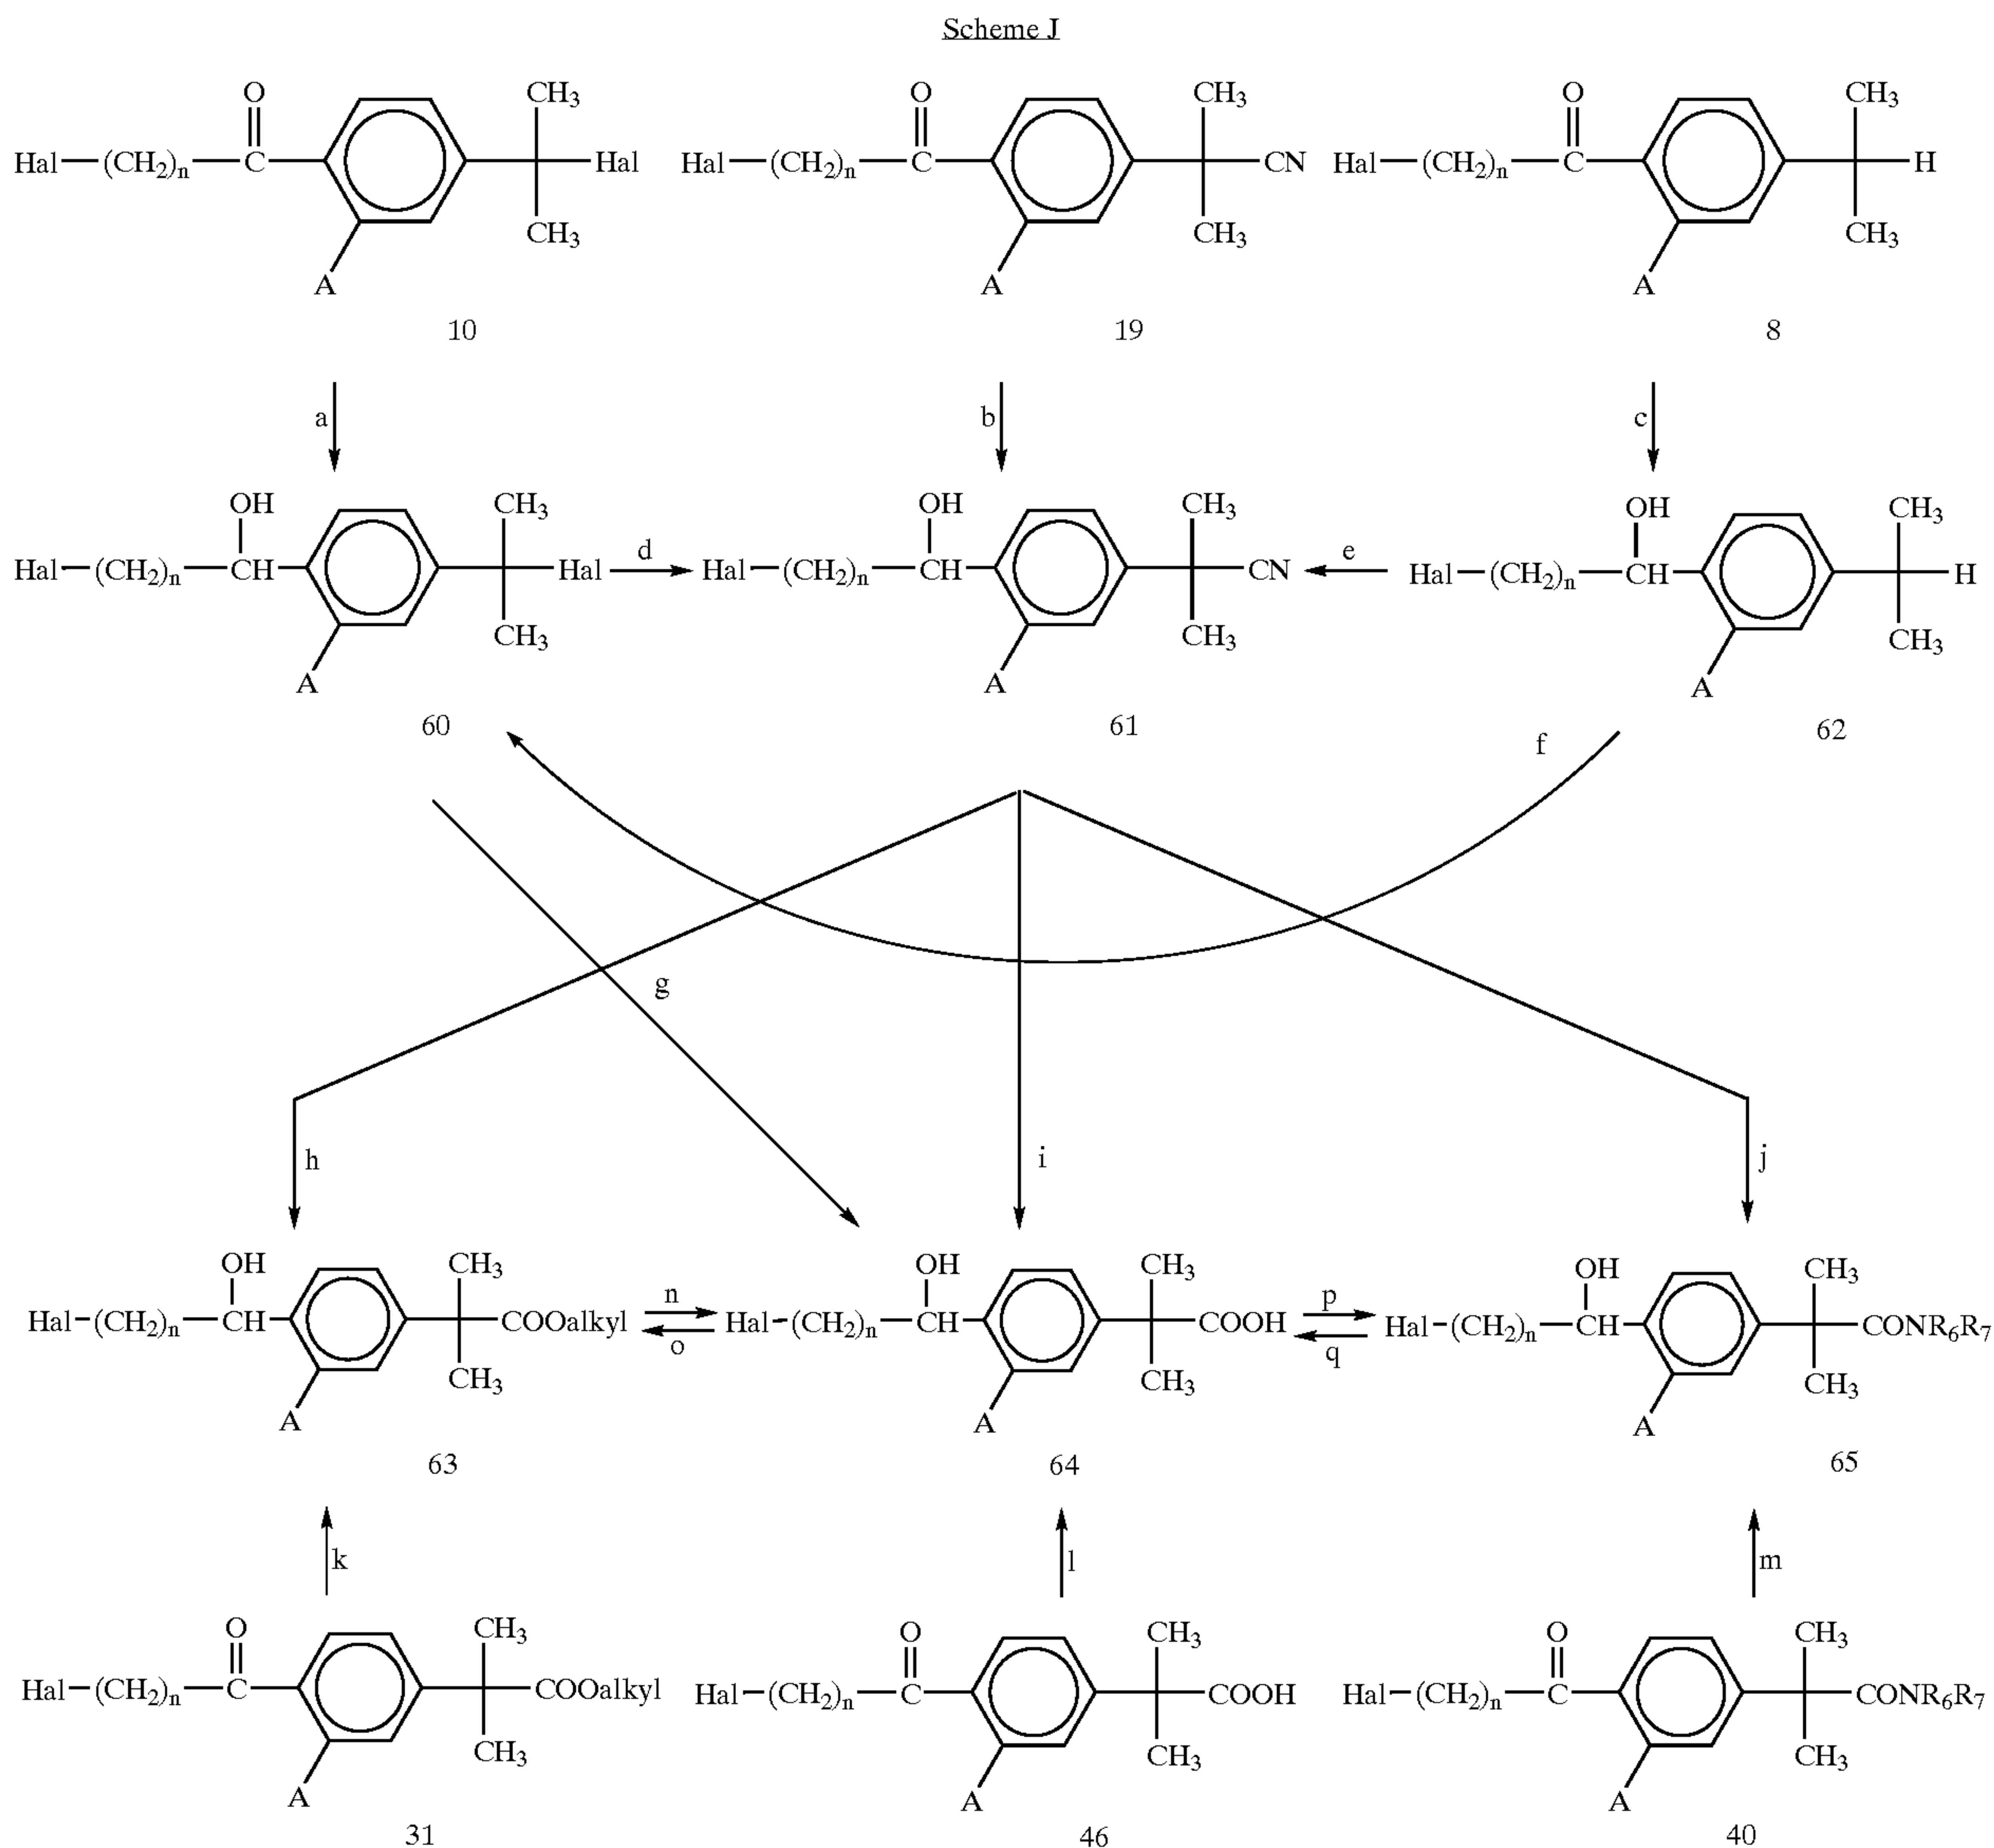 Scheme J
O CH₃ O CH₃ O CH₃
Hal—(CH₂)ₙ—C—Hal Hal—(CH₂)ₙ—C—CN Hal—(CH₂)ₙ—C—H
CH₃ CH₃ CH₃
A A A
10 19 8
a b c
OH CH₃ OH CH₃ OH CH₃
Hal—(CH₂)ₙ—CH—Hal d Hal—(CH₂)ₙ—CH—CN e Hal—(CH₂)ₙ—CH—H
CH₃ CH₃ CH₃
A A A
60 61 62
f
g
h i j
OH CH₃ OH CH₃ OH CH₃
Hal—(CH₂)ₙ—CH—COOalkyl n o Hal—(CH₂)ₙ—CH—COOH p q Hal—(CH₂)ₙ—CH—CONR₆R₇
CH₃ CH₃ CH₃
A A A
63 64 65
k l m
O CH₃ O CH₃ O CH₃
Hal—(CH₂)ₙ—C—COOalkyl Hal—(CH₂)ₙ—C—COOH Hal—(CH₂)ₙ—C—CONR₆R₇
CH₃ CH₃ CH₃
A A A
31 46 40